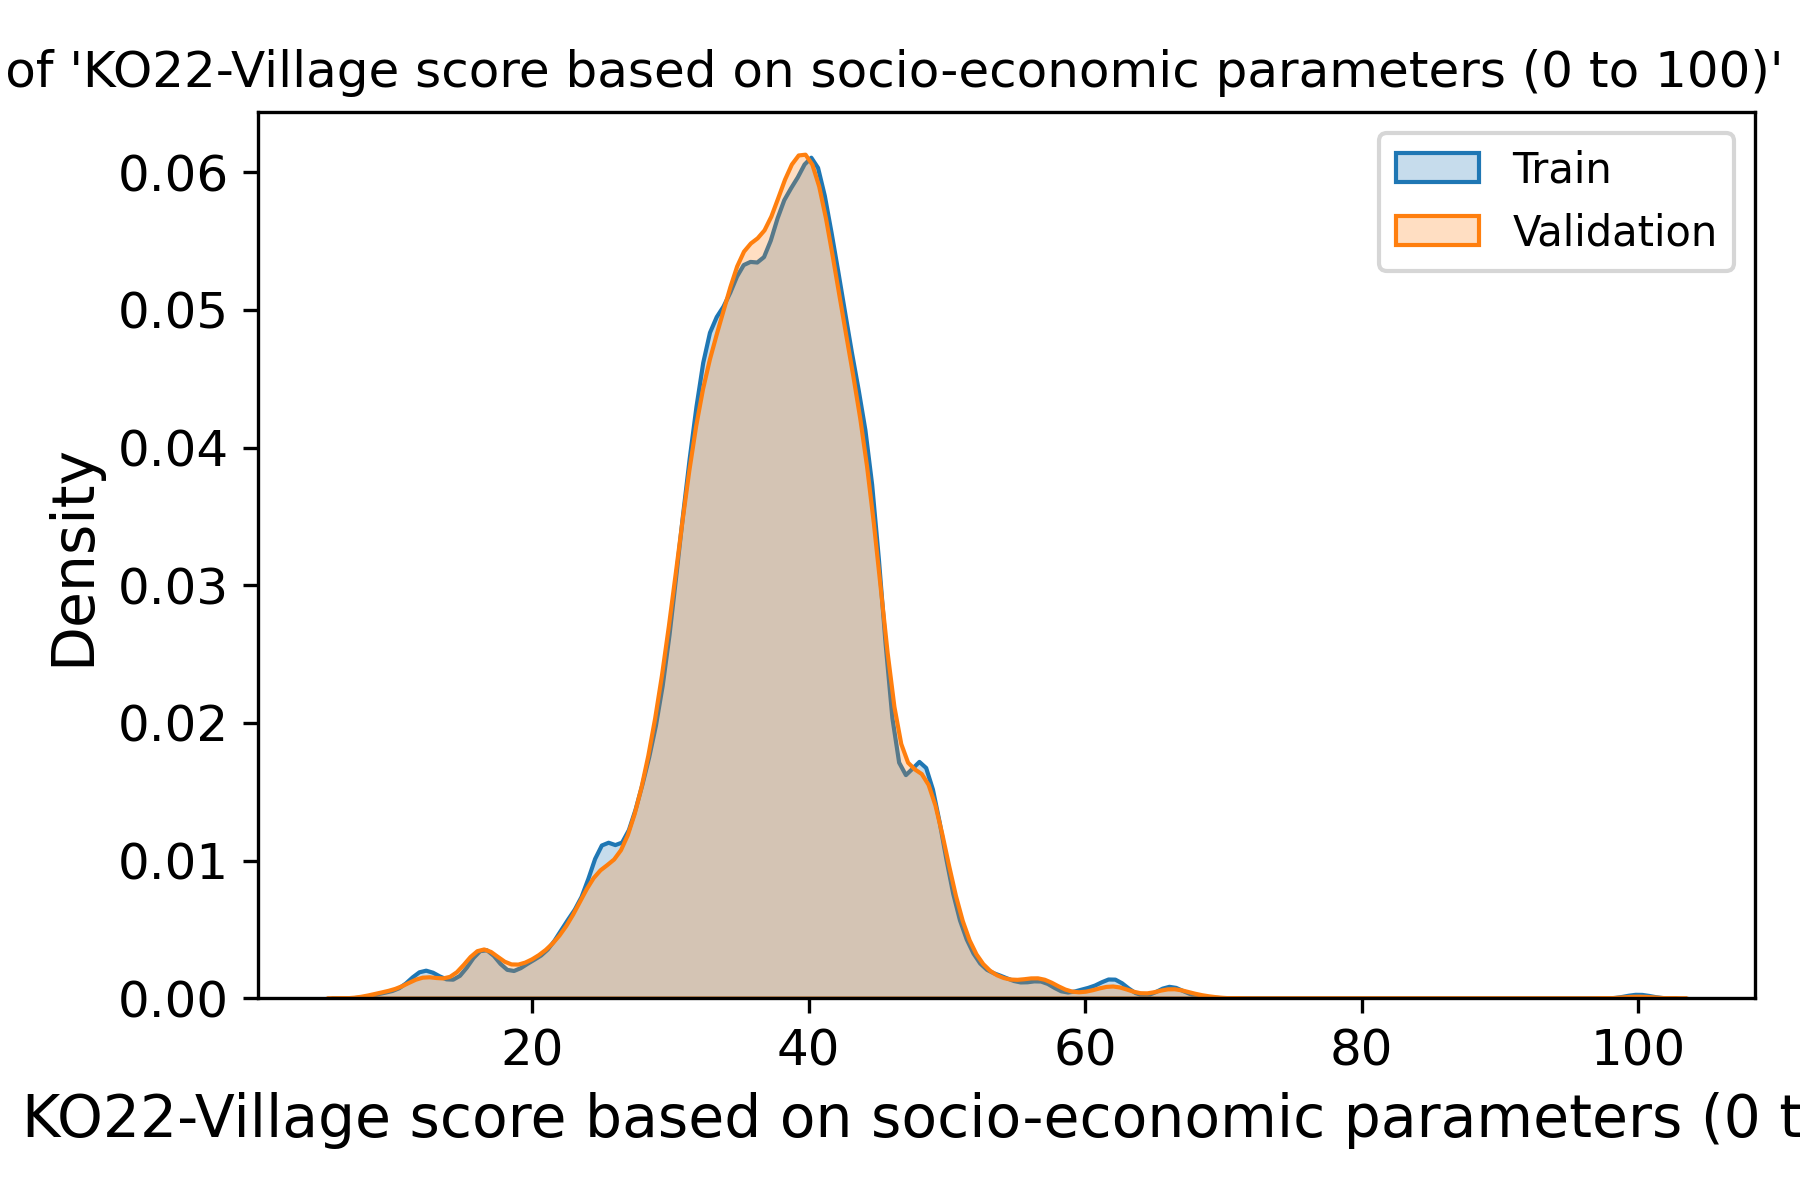 of 'KO22-Village score based on socio-economic parameters (0 to 100)'
Train
Validation
Density
0.06
0.05
0.04
0.03
0.02
0.01
0.00
20 40 60 80 100
KO22-Village score based on socio-economic parameters (0 t